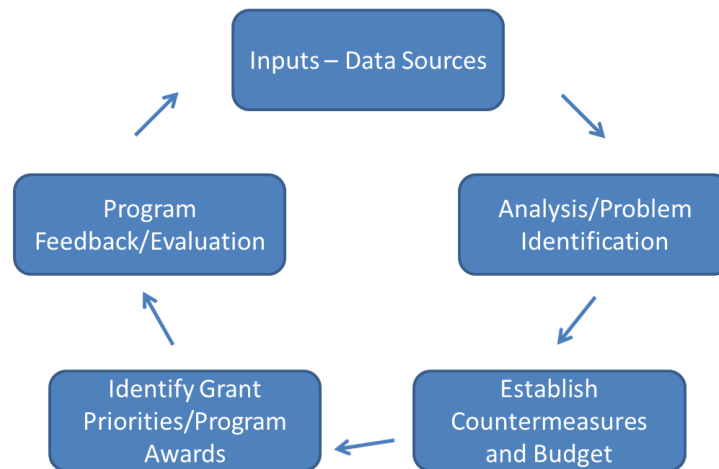 Inputs – Data Sources
Analysis/Problem
Identification
Establish
Countermeasures
and Budget
Identify Grant
Priorities/Program
Awards
Program
Feedback/Evaluation